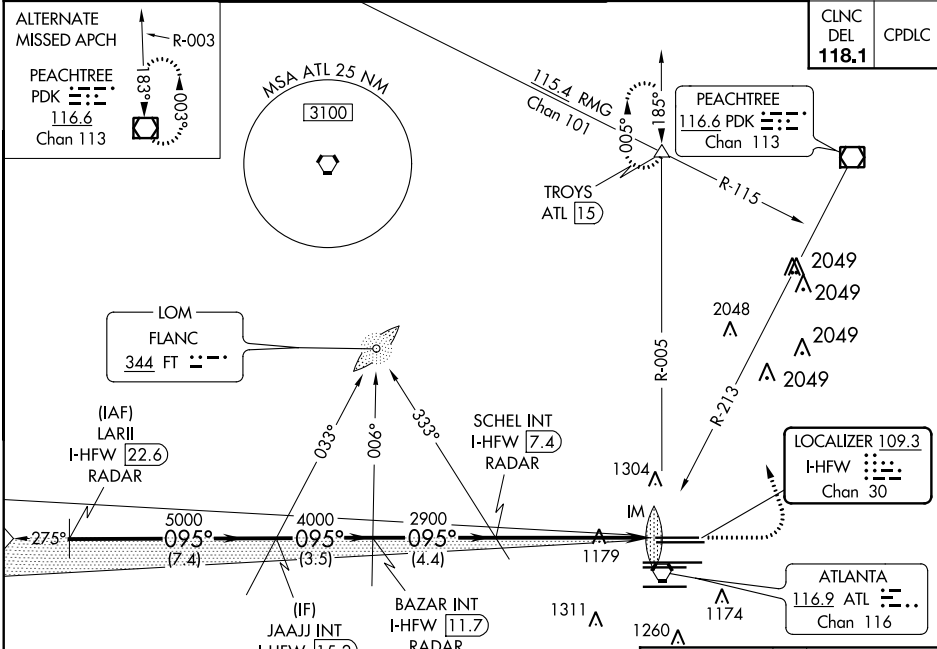 ALTERNATE
MISSED APCH
R-003
PEACHTREE
PDK
116.6
Chan 113
183°
003°
MSA ATL 25 NM
3100
115.4 RMG
Chan 101
005°
185°
TROYS
ATL 15
CLNC
DEL
118.1
CPDLC
PEACHTREE
116.6 PDK
Chan 113
R-115
2049
2049
2048
2049
2049
R-005
R-213
LOM
FLANC
344 FT
(IAF)
LARII
I-HFW 22.6
RADAR
033°
006°
333°
SCHEL INT
I-HFW 7.4
RADAR
1304
IM
LOCALIZER 109.3
I-HFW
Chan 30
275°
5000
095°
(7.4)
4000
095°
(3.5)
2900
095°
(4.4)
1179
(IF)
JAAJJ INT
I-HFW 15.2
BAZAR INT
I-HFW 11.7
RADAR
1311
1260
1174
ATLANTA
116.9 ATL
Chan 116